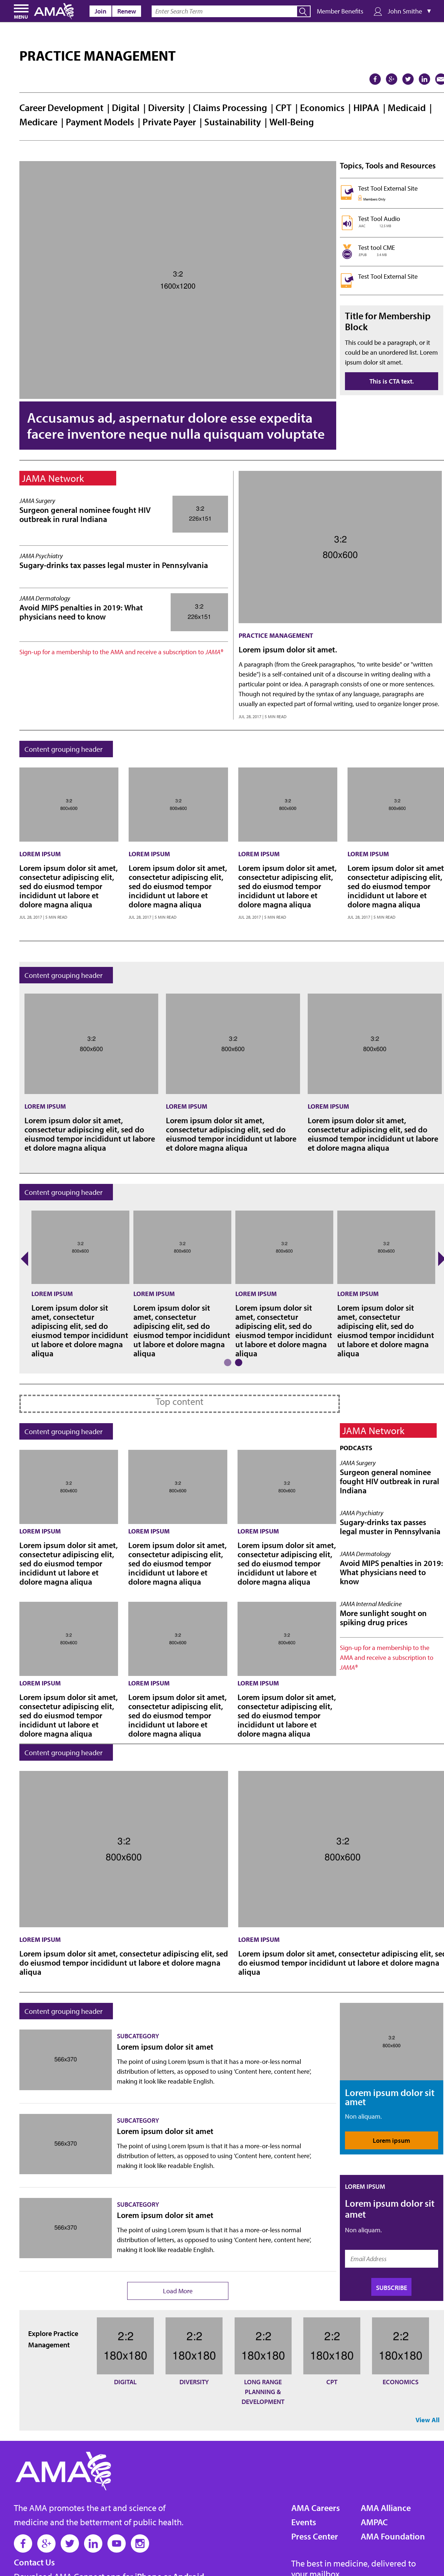 MENU
AMA
Join
Renew
Enter Search Term
Member Benefits
John Smithe
PRACTICE MANAGEMENT
Career Development | Digital | Diversity | Claims Processing | CPT | Economics | HIPAA | Medicaid |
Medicare | Payment Models | Private Payer | Sustainability | Well-Being
3:2
1600x1200
Accusamus ad, aspernatur dolore esse expedita
facere inventore neque nulla quisquam voluptate
Topics, Tools and Resources
Test Tool External Site
Members Only
Test Tool Audio
Test tool CME
Test Tool External Site
Title for Membership
Block
This could be a paragraph, or it
could be an unordered list. Lorem
ipsum dolor sit amet.
This is CTA text.
JAMA Network
JAMA Surgery
Surgeon general nominee fought HIV
outbreak in rural Indiana
3:2
226x151
JAMA Psychiatry
Sugary-drinks tax passes legal muster in Pennsylvania
JAMA Dermatology
Avoid MIPS penalties in 2019: What
physicians need to know
3:2
226x151
Sign-up for a membership to the AMA and receive a subscription to JAMA®
3:2
800x600
PRACTICE MANAGEMENT
Lorem ipsum dolor sit amet.
A paragraph (from the Greek paragraphos, "to write beside" or "written
beside") is a self-contained unit of a discourse in writing dealing with a
particular point or idea. A paragraph consists of one or more sentences.
Though not required by the syntax of any language, paragraphs are
usually an expected part of formal writing, used to organize longer prose.
JUL 28, 2017 | 5 MIN READ
Content grouping header
3:2
800x600
3:2
800x600
3:2
800x600
3:2
800x600
LOREM IPSUM
Lorem ipsum dolor sit amet,
consectetur adipiscing elit,
sed do eiusmod tempor
incididunt ut labore et
dolore magna aliqua
JUL 28, 2017 | 5 MIN READ
LOREM IPSUM
Lorem ipsum dolor sit amet,
consectetur adipiscing elit,
sed do eiusmod tempor
incididunt ut labore et
dolore magna aliqua
JUL 28, 2017 | 5 MIN READ
LOREM IPSUM
Lorem ipsum dolor sit amet,
consectetur adipiscing elit,
sed do eiusmod tempor
incididunt ut labore et
dolore magna aliqua
JUL 28, 2017 | 5 MIN READ
LOREM IPSUM
Lorem ipsum dolor sit amet
consectetur adipiscing elit,
sed do eiusmod tempor
incididunt ut labore et
dolore magna aliqua
JUL 28, 2017 | 5 MIN READ
Content grouping header
3:2
800x600
3:2
800x600
3:2
800x600
LOREM IPSUM
Lorem ipsum dolor sit amet,
consectetur adipiscing elit, sed do
eiusmod tempor incididunt ut labore
et dolore magna aliqua
LOREM IPSUM
Lorem ipsum dolor sit amet,
consectetur adipiscing elit, sed do
eiusmod tempor incididunt ut labore
et dolore magna aliqua
LOREM IPSUM
Lorem ipsum dolor sit amet,
consectetur adipiscing elit, sed do
eiusmod tempor incididunt ut labore
et dolore magna aliqua
Content grouping header
3:2
800x600
3:2
800x600
3:2
800x600
3:2
800x600
LOREM IPSUM
Lorem ipsum dolor sit
amet, consectetur
adipiscing elit, sed do
eiusmod tempor incididunt
ut labore et dolore magna
aliqua
LOREM IPSUM
Lorem ipsum dolor sit
amet, consectetur
adipiscing elit, sed do
eiusmod tempor incididunt
ut labore et dolore magna
aliqua
LOREM IPSUM
Lorem ipsum dolor sit
amet, consectetur
adipiscing elit, sed do
eiusmod tempor incididunt
ut labore et dolore magna
aliqua
LOREM IPSUM
Lorem ipsum dolor sit
amet, consectetur
adipiscing elit, sed do
eiusmod tempor incididunt
ut labore et dolore magna
aliqua
Top content
Content grouping header
3:2
800x600
3:2
800x600
3:2
800x600
LOREM IPSUM
Lorem ipsum dolor sit amet,
consectetur adipiscing elit,
sed do eiusmod tempor
incididunt ut labore et
dolore magna aliqua
LOREM IPSUM
Lorem ipsum dolor sit amet,
consectetur adipiscing elit,
sed do eiusmod tempor
incididunt ut labore et
dolore magna aliqua
LOREM IPSUM
Lorem ipsum dolor sit amet,
consectetur adipiscing elit,
sed do eiusmod tempor
incididunt ut labore et
dolore magna aliqua
3:2
800x600
3:2
800x600
3:2
800x600
LOREM IPSUM
Lorem ipsum dolor sit amet,
consectetur adipiscing elit,
sed do eiusmod tempor
incididunt ut labore et
dolore magna aliqua
LOREM IPSUM
Lorem ipsum dolor sit amet,
consectetur adipiscing elit,
sed do eiusmod tempor
incididunt ut labore et
dolore magna aliqua
LOREM IPSUM
Lorem ipsum dolor sit amet,
consectetur adipiscing elit,
sed do eiusmod tempor
incididunt ut labore et
dolore magna aliqua
JAMA Network
PODCASTS
JAMA Surgery
Surgeon general nominee
fought HIV outbreak in rural
Indiana
JAMA Psychiatry
Sugary-drinks tax passes
legal muster in Pennsylvania
JAMA Dermatology
Avoid MIPS penalties in 2019:
What physicians need to
know
JAMA Internal Medicine
More sunlight sought on
spiking drug prices
Sign-up for a membership to the
AMA and receive a subscription to
JAMA®
Content grouping header
3:2
800x600
3:2
800x600
LOREM IPSUM
Lorem ipsum dolor sit amet, consectetur adipiscing elit, sed
do eiusmod tempor incididunt ut labore et dolore magna
aliqua
LOREM IPSUM
Lorem ipsum dolor sit amet, consectetur adipiscing elit, sed
do eiusmod tempor incididunt ut labore et dolore magna
aliqua
Content grouping header
566x370
SUBCATEGORY
Lorem ipsum dolor sit amet
The point of using Lorem Ipsum is that it has a more-or-less normal
distribution of letters, as opposed to using 'Content here, content here',
making it look like readable English.
566x370
SUBCATEGORY
Lorem ipsum dolor sit amet
The point of using Lorem Ipsum is that it has a more-or-less normal
distribution of letters, as opposed to using 'Content here, content here',
making it look like readable English.
566x370
SUBCATEGORY
Lorem ipsum dolor sit amet
The point of using Lorem Ipsum is that it has a more-or-less normal
distribution of letters, as opposed to using 'Content here, content here',
making it look like readable English.
Load More
3:2
800x600
Lorem ipsum dolor sit
amet
Non aliquam.
Lorem ipsum
LOREM IPSUM
Lorem ipsum dolor sit
amet
Non aliquam.
Email Address
SUBSCRIBE
Explore Practice
Management
2:2
180x180
2:2
180x180
2:2
180x180
2:2
180x180
2:2
180x180
DIGITAL
DIVERSITY
LONG RANGE
PLANNING &
DEVELOPMENT
CPT
ECONOMICS
View All
AMA
The AMA promotes the art and science of
medicine and the betterment of public health.
Contact Us
Download AMA Connect app for iPhone or Android
AMA Careers
Events
Press Center
AMA Alliance
AMPAC
AMA Foundation
The best in medicine, delivered to
your mailbox